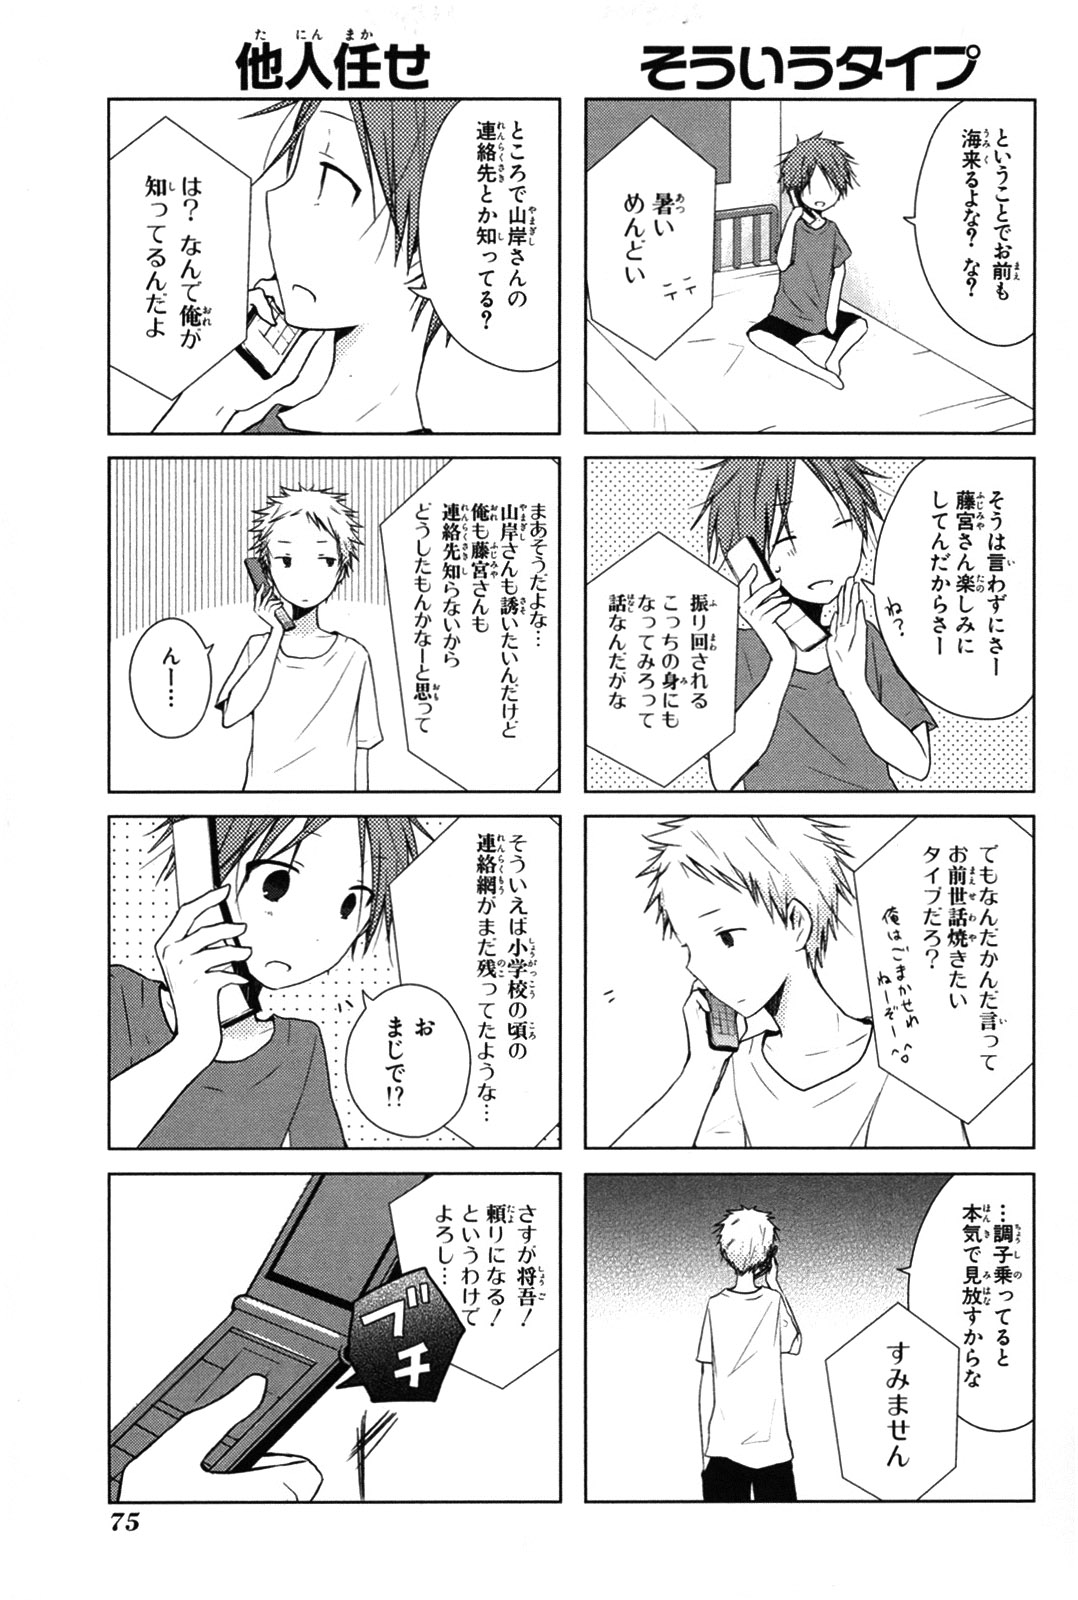 そういうタイプ
ということでお前も
海来るよな？な？
暑い
めんどい
そうは言わずにさー
藤宮さん楽しみに
してんだからさー
ね？
振り回される
こっちの身にも
なってみろって
話なんだがな
でもなんだかんだ言って
お前世話焼きたい
タイプだろ？
俺はごまかせれ
ねーぞー
…調子乗ってると
本気で見放すからな
すみません
他人任せ
ところで山岸さんの
連絡先とか知ってる？
は？なんで俺が
知ってるんだよ
まあそうだよな…
山岸さんも誘いたいんだけど
俺も藤宮さんも
連絡先知らないから
どうしたもんかなーと思って
んー…
そういえば小学校の頃の
連絡網がまだ残ってたような…
お
まじで!?
さすが将吾！
頼りになる！
というわけで
よろし…
ブチ
75